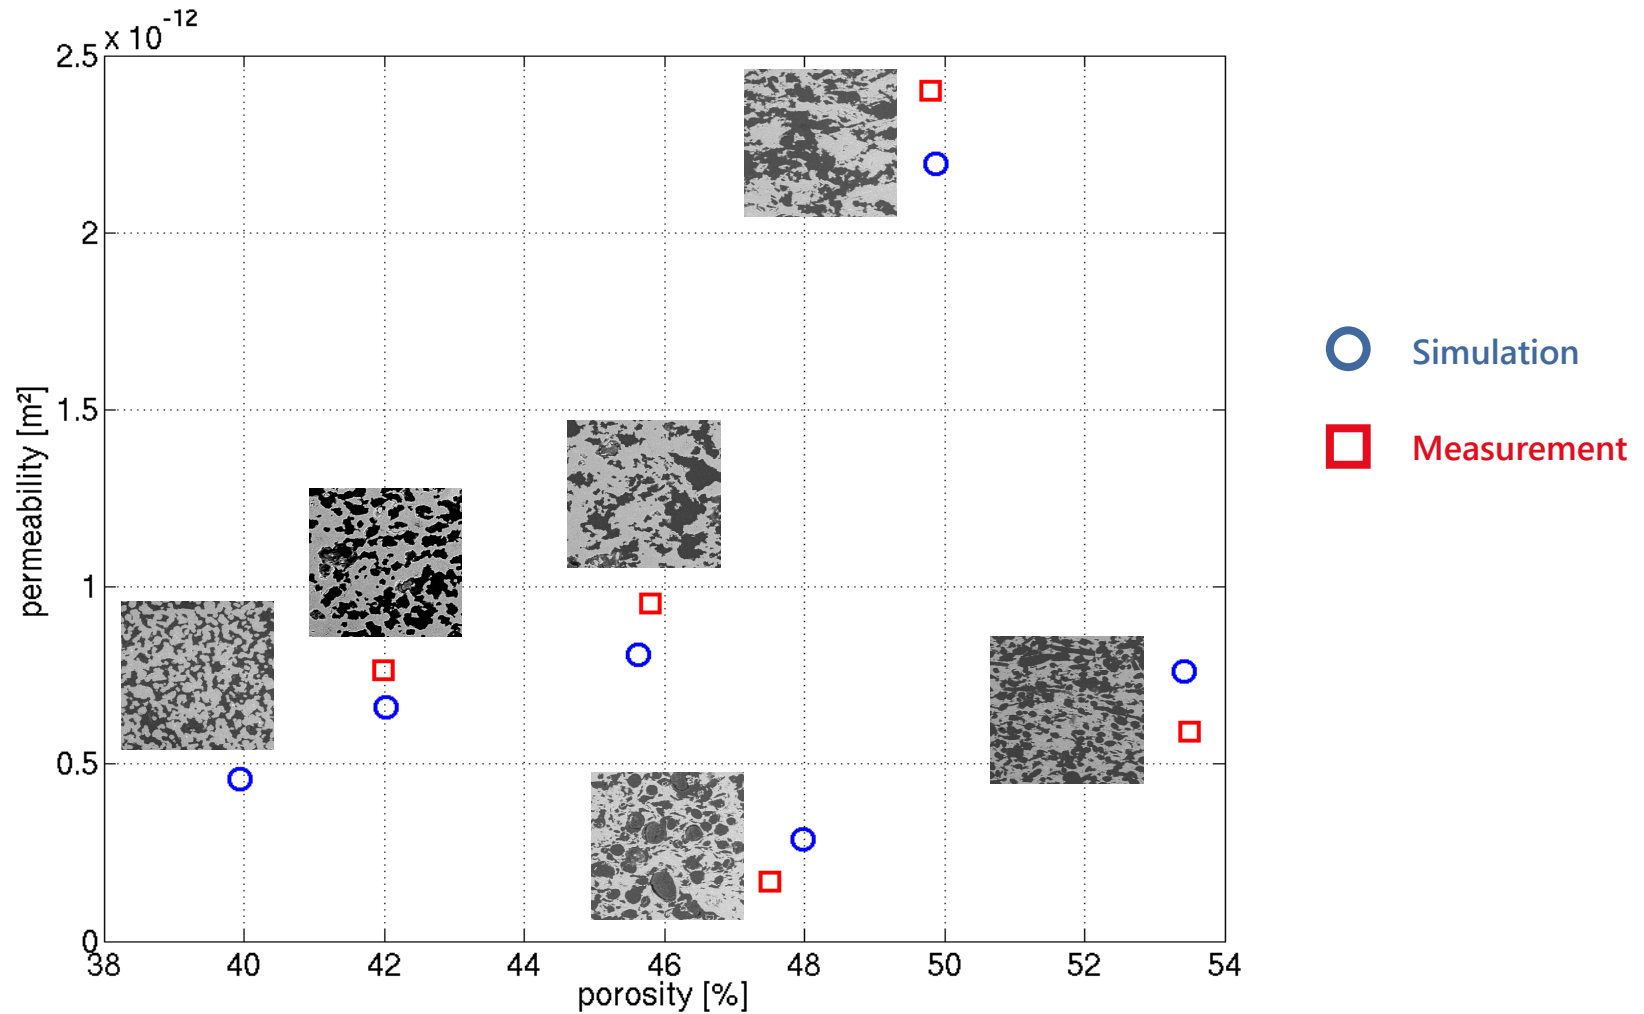 x 10^-12
2.5
2
1.5
1
0.5
0
permeability [m²]
38 40 42 44 46 48 50 52 54
porosity [%]
Simulation
Measurement